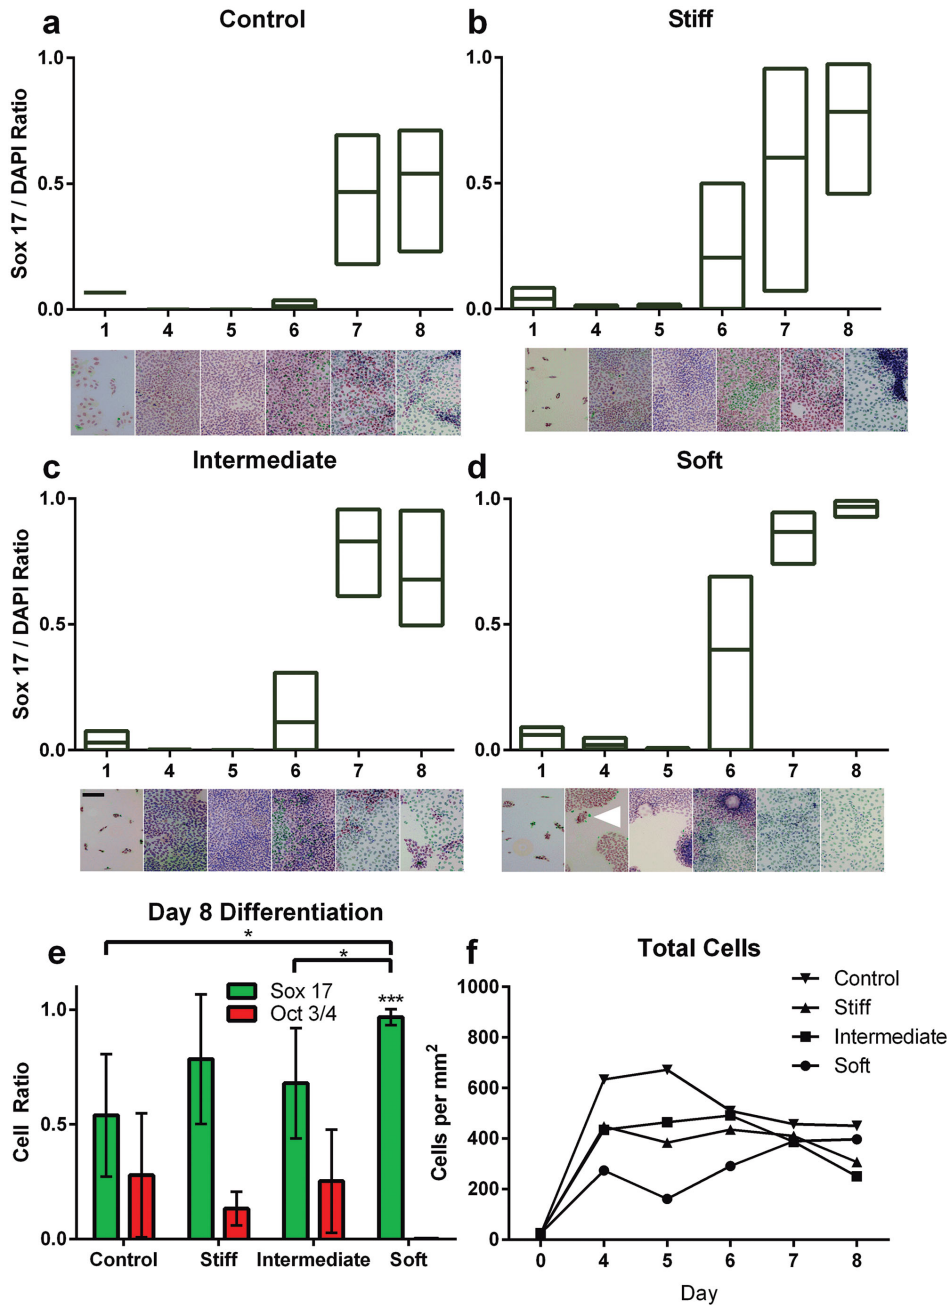 a Control
Sox 17 / DAPI Ratio
1.0
0.5
0.0
1 4 5 6 7 8
b Stiff
1.0
0.5
0.0
1 4 5 6 7 8
c Intermediate
Sox 17 / DAPI Ratio
1.0
0.5
0.0
1 4 5 6 7 8
d Soft
1.0
0.5
0.0
1 4 5 6 7 8
e Day 8 Differentiation
*
*
***
Sox 17
Oct 3/4
Cell Ratio
1.0
0.5
0.0
Control Stiff Intermediate Soft
f Total Cells
Control
Stiff
Intermediate
Soft
Cells per mm²
1000
800
600
400
200
0
0 4 5 6 7 8
Day